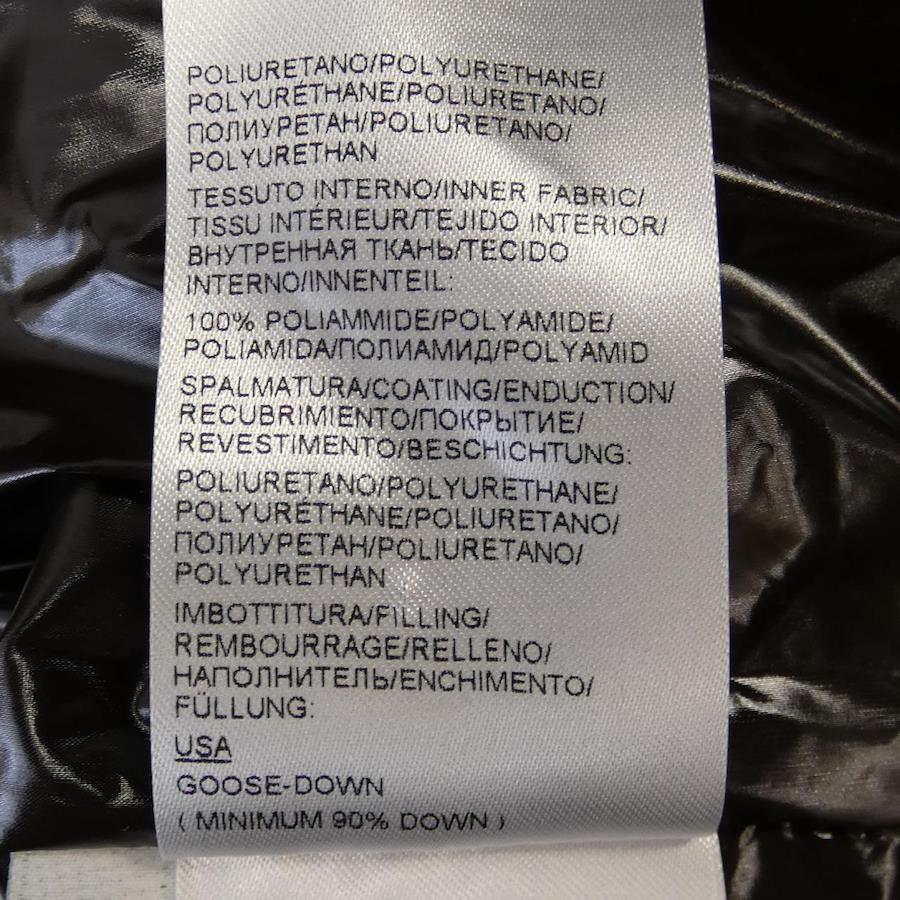 POLIURETANO/POLYURETHANE/
POLYURÉTHANE/POLIURETANO/
ПОЛИУРЕТАН/POLIURETANO/
POLYURETHAN
TESSUTO INTERNO/INNER FABRIC/
TISSU INTÉRIEUR/TEJIDO INTERIOR/
ВНУТРЕННАЯ ТКАНЬ/TECIDO
INTERNO/INNENTEIL:
100% POLIAMMIDE/POLYAMIDE/
POLIAMIDA/ПОЛИАМИД/POLYAMID
SPALMATURA/COATING/ENDUCTION/
RECUBRIMIENTO/ПОКРЫТИЕ/
REVESTIMENTO/BESCHICHTUNG:
POLIURETANO/POLYURETHANE/
POLYURÉTHANE/POLIURETANO/
ПОЛИУРЕТАН/POLIURETANO/
POLYURETHAN
IMBOTTITURA/FILLING/
REMBOURRAGE/RELLENO/
НАПОЛНИТЕЛЬ/ENCHIMENTO/
FÜLLUNG:
USA
GOOSE-DOWN
( MINIMUM 90% DOWN )